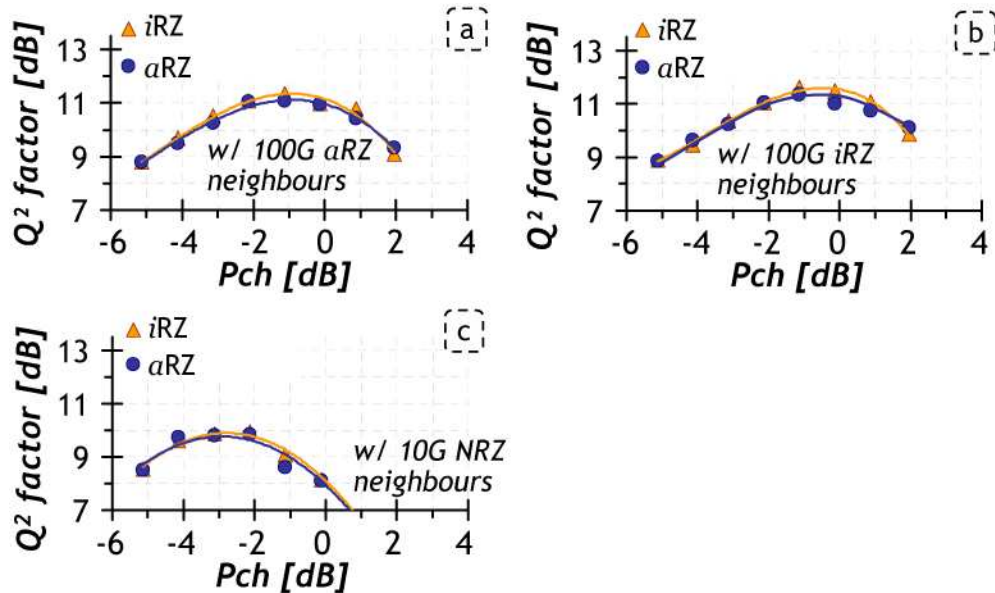 iRZ
aRZ
a
13
11
9
7
Q² factor [dB]
w/ 100G aRZ
neighbours
-6 -4 -2 0 2 4
Pch [dB]
iRZ
aRZ
b
13
11
9
7
Q² factor [dB]
w/ 100G iRZ
neighbours
-6 -4 -2 0 2 4
Pch [dB]
iRZ
aRZ
c
13
11
9
7
Q² factor [dB]
w/ 10G NRZ
neighbours
-6 -4 -2 0 2 4
Pch [dB]